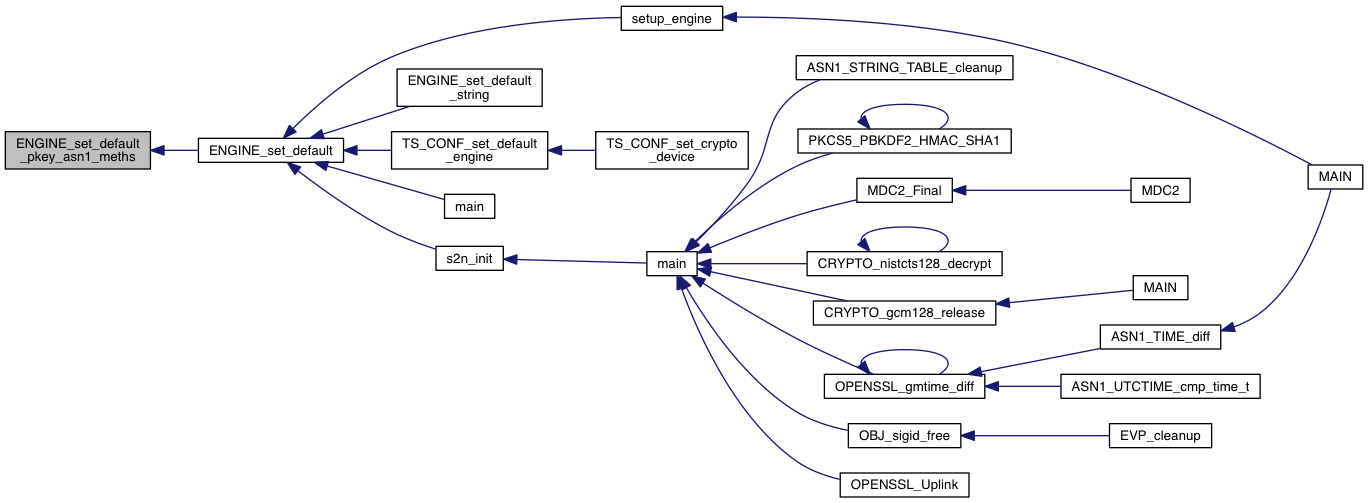 setup_engine
ASN1_STRING_TABLE_cleanup
ENGINE_set_default
_string
PKCS5_PBKDF2_HMAC_SHA1
ENGINE_set_default
_pkey_asn1_meths
ENGINE_set_default
TS_CONF_set_default
_engine
TS_CONF_set_crypto
_device
MAIN
MDC2_Final
MDC2
main
s2n_init
main
CRYPTO_nistcts128_decrypt
MAIN
CRYPTO_gcm128_release
ASN1_TIME_diff
OPENSSL_gmtime_diff
ASN1_UTCTIME_cmp_time_t
OBJ_sigid_free
EVP_cleanup
OPENSSL_Uplink